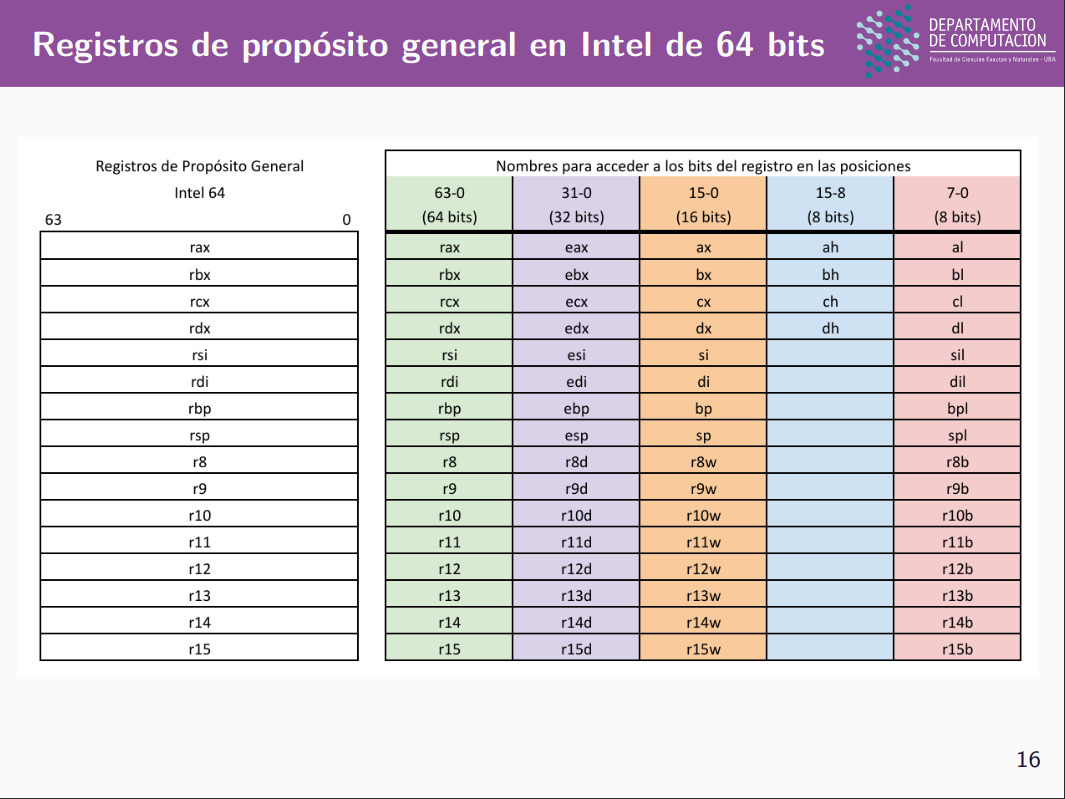 Registros de propósito general en Intel de 64 bits
DEPARTAMENTO
DE COMPUTACION
Facultad de Ciencias Exactas y Naturales - UBA
Registros de Propósito General
Intel 64
63 0
Nombres para acceder a los bits del registro en las posiciones
63-0 31-0 15-0 15-8 7-0
(64 bits) (32 bits) (16 bits) (8 bits) (8 bits)
rax rax eax ax ah al
rbx rbx ebx bx bh bl
rcx rcx ecx cx ch cl
rdx rdx edx dx dh dl
rsi rsi esi si sil
rdi rdi edi di dil
rbp rbp ebp bp bpl
rsp rsp esp sp spl
r8 r8 r8d r8w r8b
r9 r9 r9d r9w r9b
r10 r10 r10d r10w r10b
r11 r11 r11d r11w r11b
r12 r12 r12d r12w r12b
r13 r13 r13d r13w r13b
r14 r14 r14d r14w r14b
r15 r15 r15d r15w r15b
16